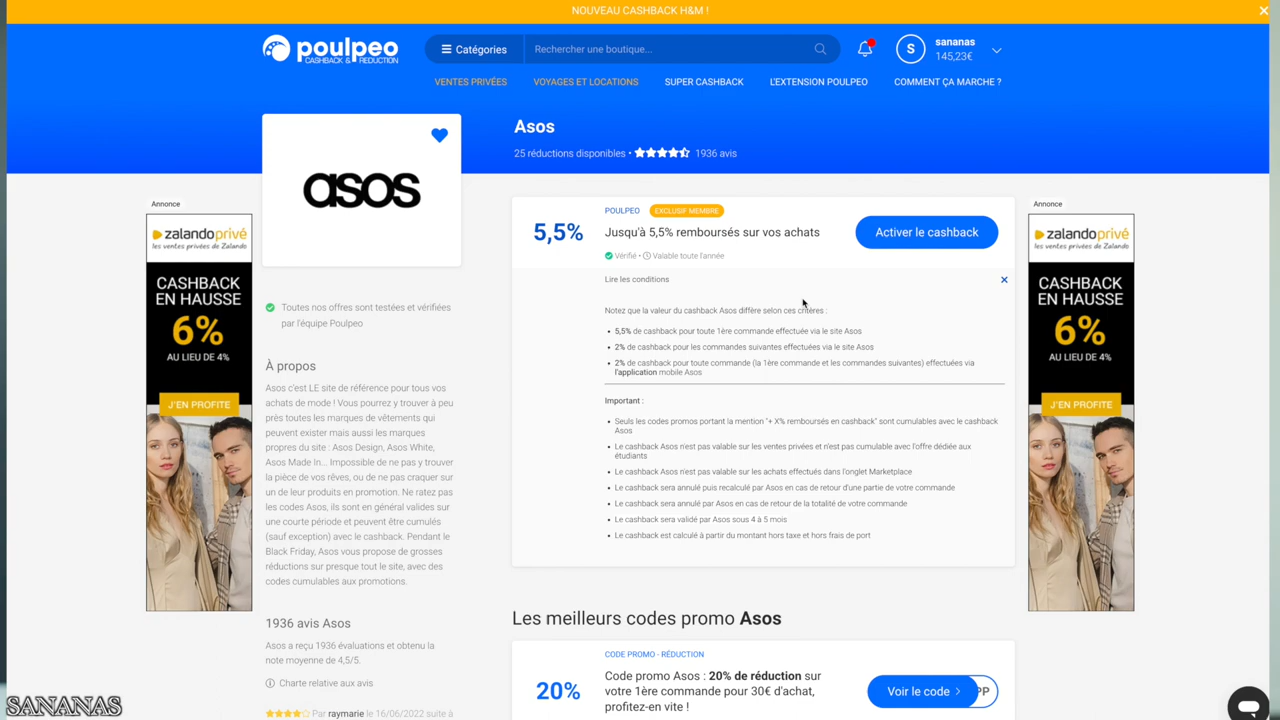 NOUVEAU CASHBACK H&M !
poulpeo
CASHBACK & REDUCTION
Catégories
Rechercher une boutique...
S
sananas
145,23€
VENTES PRIVÉES
VOYAGES ET LOCATIONS
SUPER CASHBACK
L'EXTENSION POULPEO
COMMENT ÇA MARCHE ?
asos
Asos
25 réductions disponibles • 1936 avis
Annonce
zalandoprivé
les ventes privées de Zalando
CASHBACK
EN HAUSSE
6%
AU LIEU DE 4%
J'EN PROFITE
Toutes nos offres sont testées et vérifiées
par l'équipe Poulpeo
À propos
Asos c'est LE site de référence pour tous vos
achats de mode ! Vous pourrez y trouver à peu
près toutes les marques de vêtements qui
peuvent exister mais aussi les marques
propres du site : Asos Design, Asos White,
Asos Made In... Impossible de ne pas y trouver
la pièce de vos rêves, ou de ne pas craquer sur
un de leur produits en promotion. Ne ratez pas
les codes Asos, ils sont en général valides sur
une courte période et peuvent être cumulés
(sauf exception) avec le cashback. Pendant le
Black Friday, Asos vous propose de grosses
réductions sur presque tout le site, avec des
codes cumulables aux promotions.
1936 avis Asos
Asos a reçu 1936 évaluations et obtenu la
note moyenne de 4,5/5.
Charte relative aux avis
Par raymarie le 16/06/2022 suite à
5,5%
POULPEO
EXCLUSIF MEMBRE
Jusqu'à 5,5% remboursés sur vos achats
Vérifié • Valable toute l'année
Activer le cashback
Lire les conditions –
Notez que la valeur du cashback Asos diffère selon ces critères :
• 5,5% de cashback pour toute 1ère commande effectuée via le site Asos
• 2% de cashback pour les commandes suivantes effectuées via le site Asos
• 2% de cashback pour toute commande (la 1ère commande et les commandes suivantes) effectuées via
l'application mobile Asos
Important :
• Seuls les codes promos portant la mention "+ X% remboursés en cashback" sont cumulables avec le cashback
Asos
• Le cashback Asos n'est pas valable sur les ventes privées et n'est pas cumulable avec l'offre dédiée aux
étudiants
• Le cashback Asos n'est pas valable sur les achats effectués dans l'onglet Marketplace
• Le cashback sera annulé puis recalculé par Asos en cas de retour d'une partie de votre commande
• Le cashback sera annulé par Asos en cas de retour de la totalité de votre commande
• Le cashback sera validé par Asos sous 4 à 5 mois
• Le cashback est calculé à partir du montant hors taxe et hors frais de port
Les meilleurs codes promo Asos
20%
CODE PROMO - RÉDUCTION
Code promo Asos : 20% de réduction sur
votre 1ère commande pour 30€ d'achat,
profitez-en vite !
Voir le code
PP
Annonce
zalandoprivé
les ventes privées de Zalando
CASHBACK
EN HAUSSE
6%
AU LIEU DE 4%
J'EN PROFITE
SANANAS